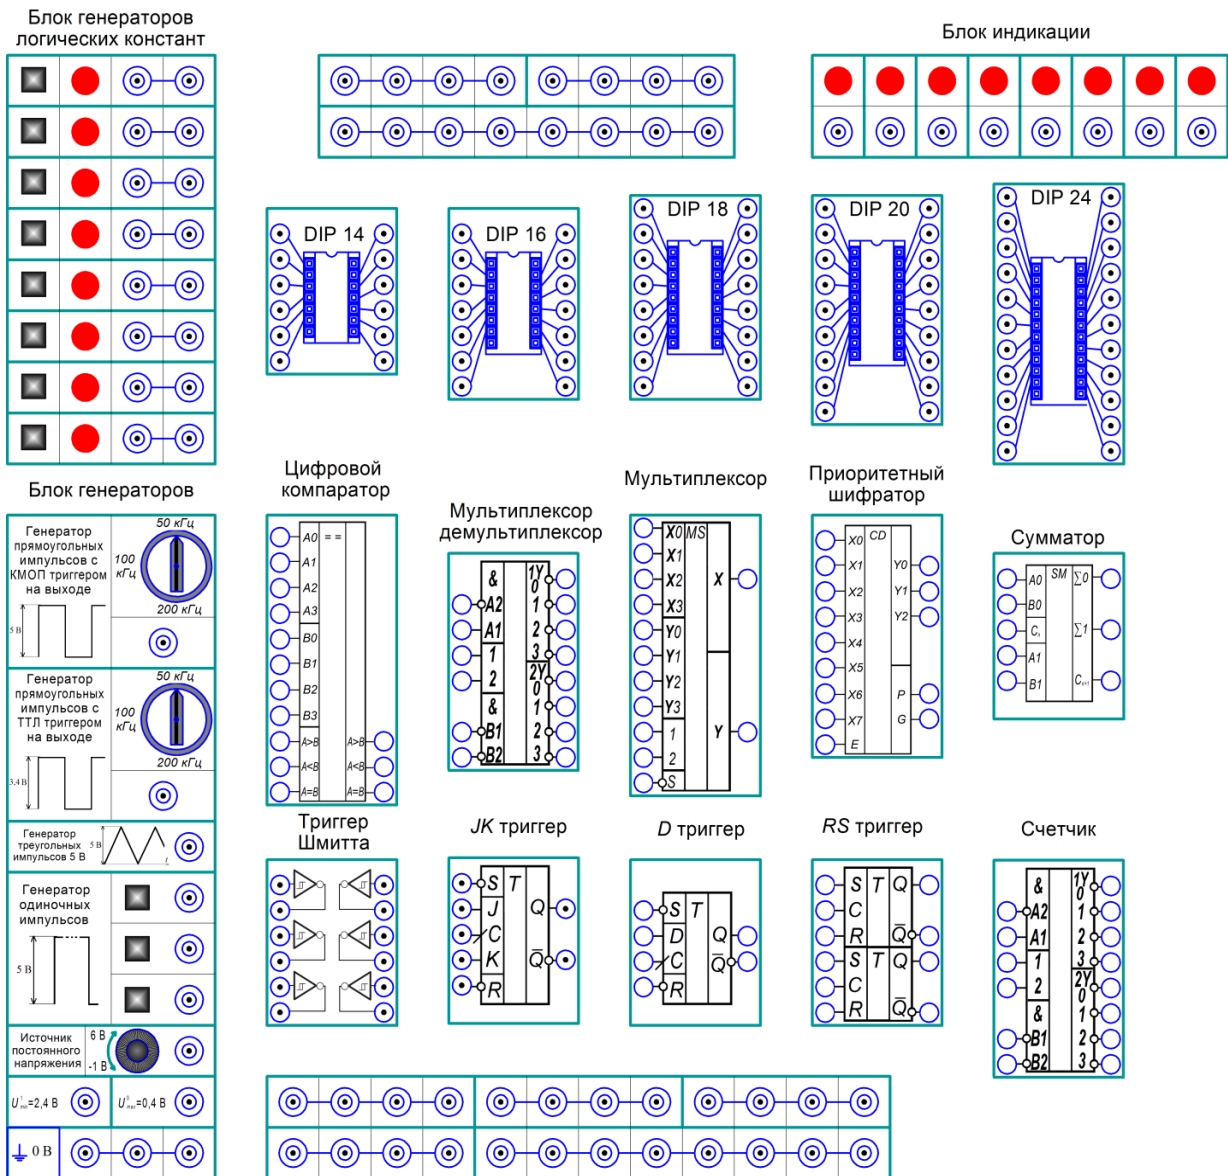 Блок генераторов
логических констант
Блок индикации
DIP 14
DIP 16
DIP 18
DIP 20
DIP 24
Блок генераторов
Генератор
прямоугольных
импульсов с
КМОП триггером
на выходе
50 кГц
100
кГц
200 кГц
5 В
Генератор
прямоугольных
импульсов с
ТТЛ триггером
на выходе
50 кГц
100
кГц
200 кГц
3,4 В
Генератор
треугольных
импульсов 5 В
5 В
t
Генератор
одиночных
импульсов
5 В
Источник
постоянного
напряжения
6 В
-1 В
=2,4 В
=0,4 В
0 В
Цифровой
компаратор
A0 = =
A1
A2
A3
B0
B1
B2
B3
A>B A>B
A<B A<B
A=B A=B
Мультиплексор
демультиплексор
& 1Y
0
A2 1
A1 2
1 3
2 2Y
0
& 1
B1 2
B2 3
Мультиплексор
X0 MS
X1
X2 X
X3
Y0
Y1
Y2
Y3
1 Y
2
S
Приоритетный
шифратор
X0 CD
X1 Y0
X2 Y1
X3 Y2
X4
X5
X6 P
X7 G
E
Сумматор
A0 SM ∑0
B0
∑1
A1
B1
Триггер
Шмитта
JK триггер
S T
J Q
C
K Q̅
R
D триггер
S T
D Q
C Q̅
R
RS триггер
S T Q
C
R Q̅
S T Q
C
R Q̅
Счетчик
& 1Y
0
A2 1
A1 2
1 3
2 2Y
0
& 1
B1 2
B2 3